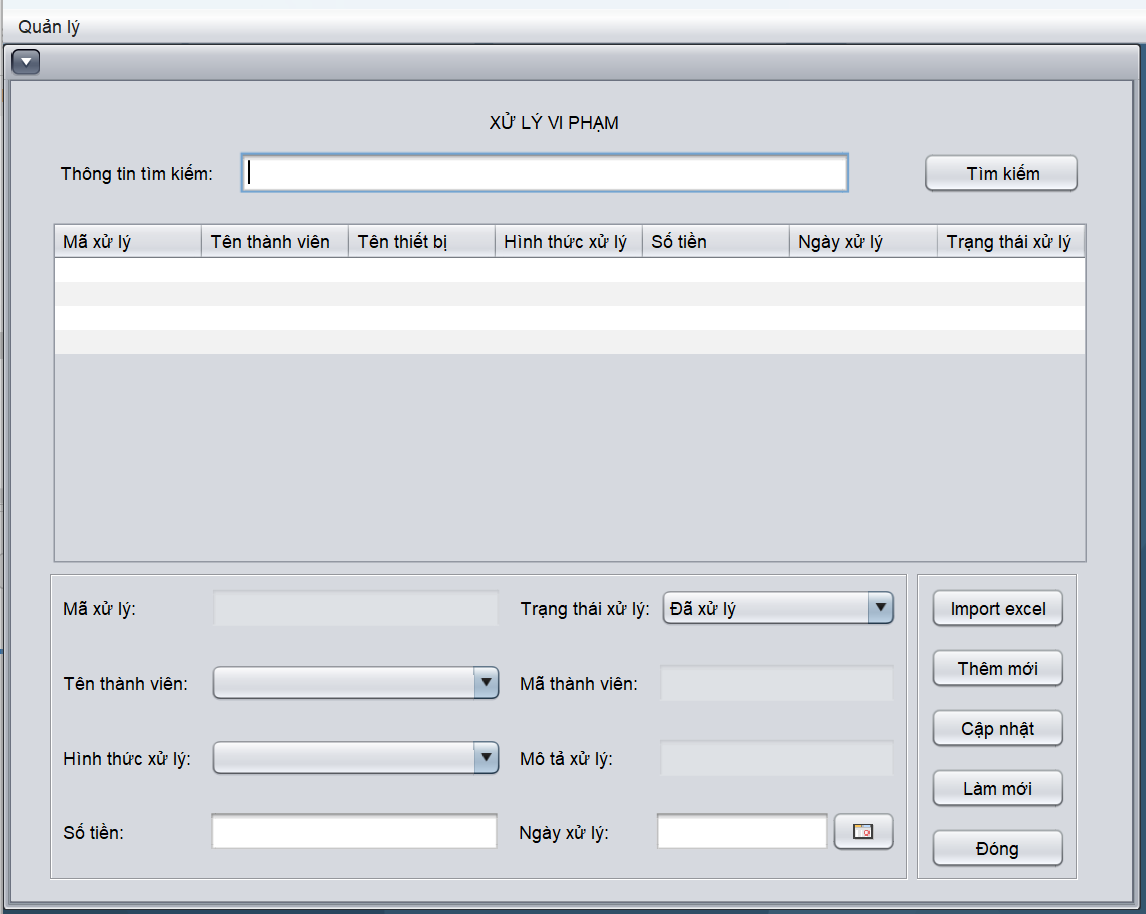 Quản lý
XỬ LÝ VI PHẠM
Thông tin tìm kiếm: Tìm kiếm
Mã xử lý Tên thành viên Tên thiết bị Hình thức xử lý Số tiền Ngày xử lý Trạng thái xử lý
Mã xử lý: Trạng thái xử lý: Đã xử lý Import excel
Thêm mới
Tên thành viên: Mã thành viên:
Cập nhật
Hình thức xử lý: Mô tả xử lý:
Làm mới
Số tiền: Ngày xử lý:
Đóng